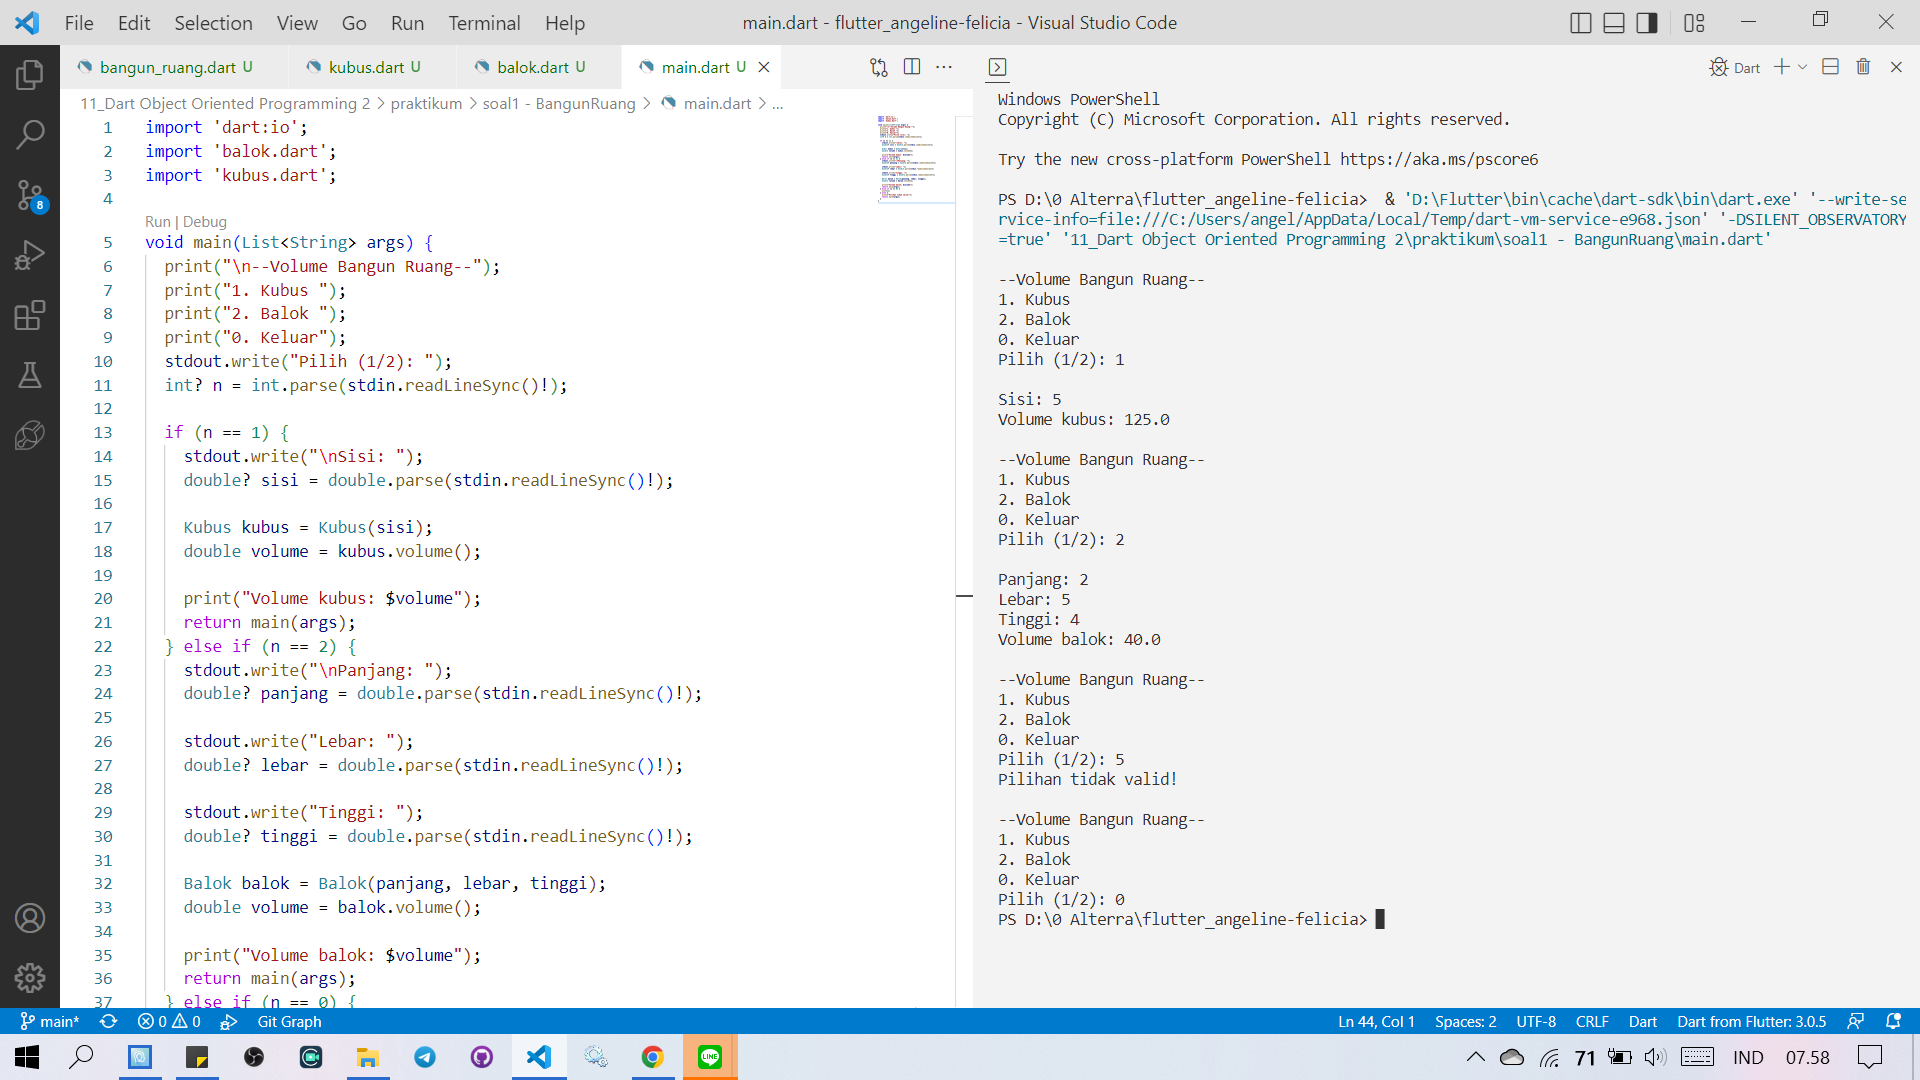 File Edit Selection View Go Run Terminal Help main.dart - flutter_angeline-felicia - Visual Studio Code
bangun_ruang.dart U kubus.dart U balok.dart U main.dart U
11_Dart Object Oriented Programming 2 > praktikum > soal1 - BangunRuang > main.dart > ...
1 import 'dart:io';
2 import 'balok.dart';
3 import 'kubus.dart';
4
Run | Debug
5 void main(List<String> args) {
6 print("\n--Volume Bangun Ruang--");
7 print("1. Kubus ");
8 print("2. Balok ");
9 print("0. Keluar");
10 stdout.write("Pilih (1/2): ");
11 int? n = int.parse(stdin.readLineSync()!);
12
13 if (n == 1) {
14 stdout.write("\nSisi: ");
15 double? sisi = double.parse(stdin.readLineSync()!);
16
17 Kubus kubus = Kubus(sisi);
18 double volume = kubus.volume();
19
20 print("Volume kubus: $volume");
21 return main(args);
22 } else if (n == 2) {
23 stdout.write("\nPanjang: ");
24 double? panjang = double.parse(stdin.readLineSync()!);
25
26 stdout.write("Lebar: ");
27 double? lebar = double.parse(stdin.readLineSync()!);
28
29 stdout.write("Tinggi: ");
30 double? tinggi = double.parse(stdin.readLineSync()!);
31
32 Balok balok = Balok(panjang, lebar, tinggi);
33 double volume = balok.volume();
34
35 print("Volume balok: $volume");
36 return main(args);
37 } else if (n == 0) {
Dart
Windows PowerShell
Copyright (C) Microsoft Corporation. All rights reserved.
Try the new cross-platform PowerShell https://aka.ms/pscore6
PS D:\0 Alterra\flutter_angeline-felicia> & 'D:\Flutter\bin\cache\dart-sdk\bin\dart.exe' '--write-se
rvice-info=file:///C:/Users/angel/AppData/Local/Temp/dart-vm-service-e968.json' '-DSILENT_OBSERVATORY
=true' '11_Dart Object Oriented Programming 2\praktikum\soal1 - BangunRuang\main.dart'
--Volume Bangun Ruang--
1. Kubus
2. Balok
0. Keluar
Pilih (1/2): 1
Sisi: 5
Volume kubus: 125.0
--Volume Bangun Ruang--
1. Kubus
2. Balok
0. Keluar
Pilih (1/2): 2
Panjang: 2
Lebar: 5
Tinggi: 4
Volume balok: 40.0
--Volume Bangun Ruang--
1. Kubus
2. Balok
0. Keluar
Pilih (1/2): 5
Pilihan tidak valid!
--Volume Bangun Ruang--
1. Kubus
2. Balok
0. Keluar
Pilih (1/2): 0
PS D:\0 Alterra\flutter_angeline-felicia>
8
main* 0 0 Git Graph Ln 44, Col 1 Spaces: 2 UTF-8 CRLF Dart Dart from Flutter: 3.0.5
LINE 71 IND 07.58